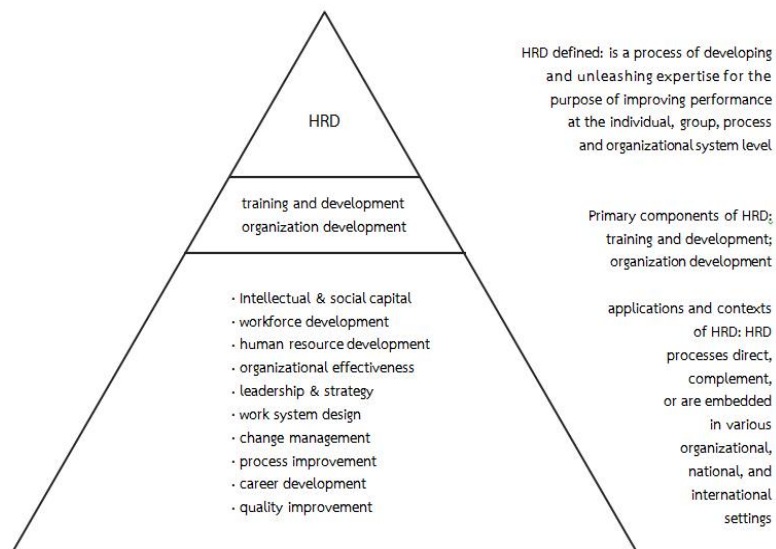 HRD
training and development
organization development
· Intellectual & social capital
· workforce development
· human resource development
· organizational effectiveness
· leadership & strategy
· work system design
· change management
· process improvement
· career development
· quality improvement
HRD defined: is a process of developing
and unleashing expertise for the
purpose of improving performance
at the individual, group, process
and organizational system level
Primary components of HRD:
training and development;
organization development
applications and contexts
of HRD: HRD
processes direct,
complement,
or are embedded
in various
organizational,
national, and
international
settings